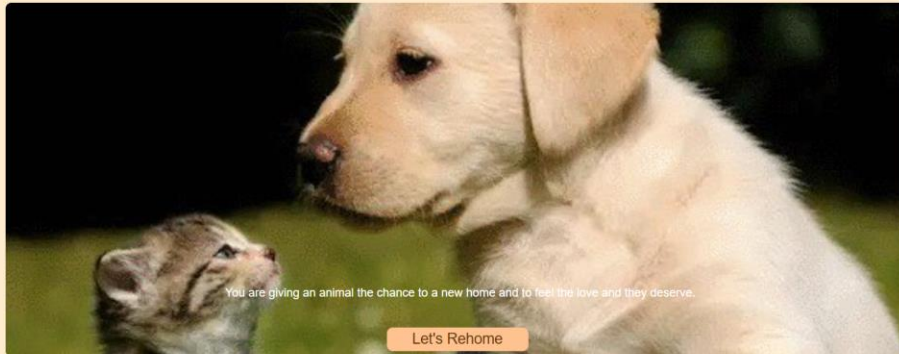 You are giving an animal the chance to a new home and to feel the love and they deserve.
Let's Rehome